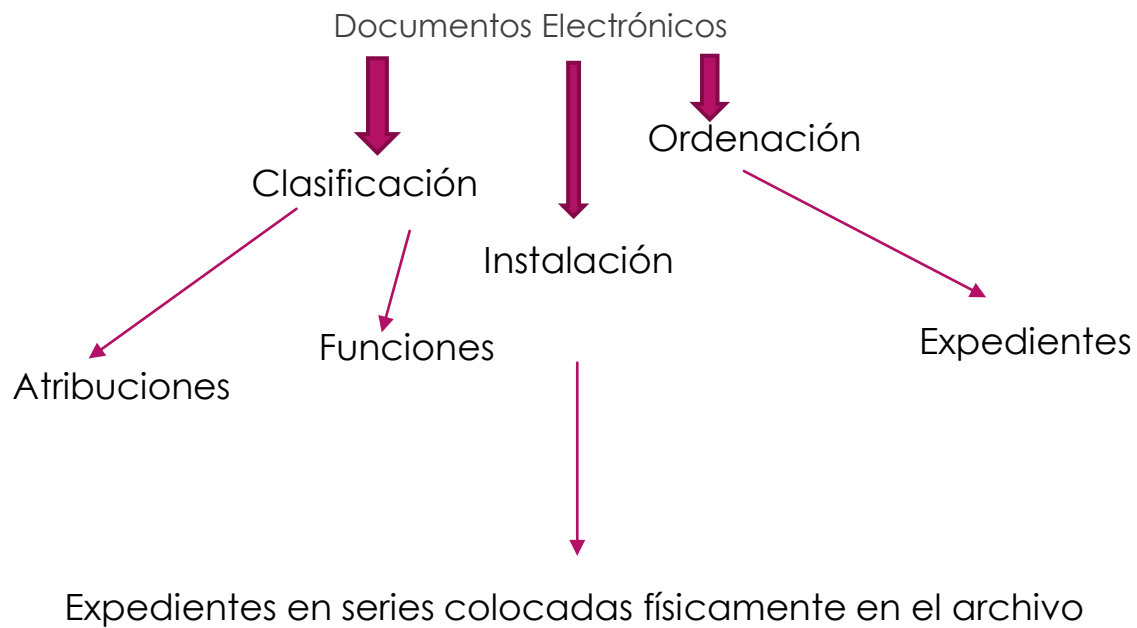 Documentos Electrónicos
Ordenación
Clasificación
Instalación
Expedientes
Funciones
Atribuciones
Expedientes en series colocadas físicamente en el archivo